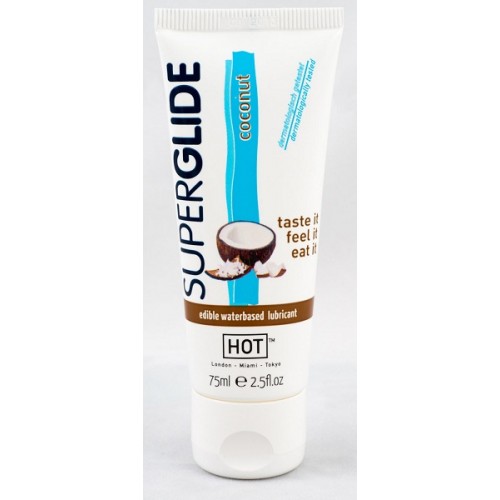 SUPERGLIDE
coconut
dermatologisch getestet
dermatologically tested
taste it
feel it
eat it
edible waterbased lubricant
HOT™
London - Miami - Tokyo
75ml e 2.5fl.oz